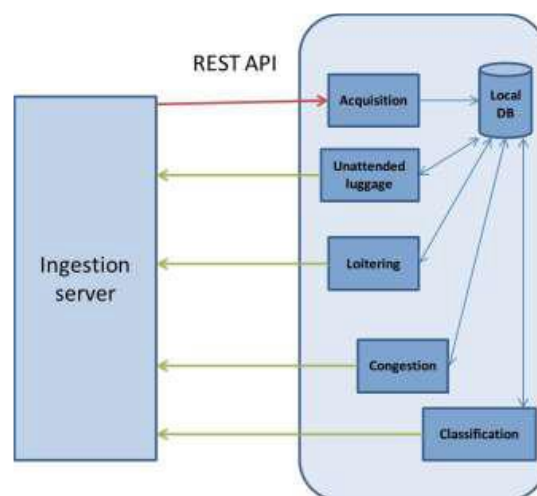 REST API
Acquisition
Local
DB
Unattended
luggage
Ingestion
server
Loitering
Congestion
Classification